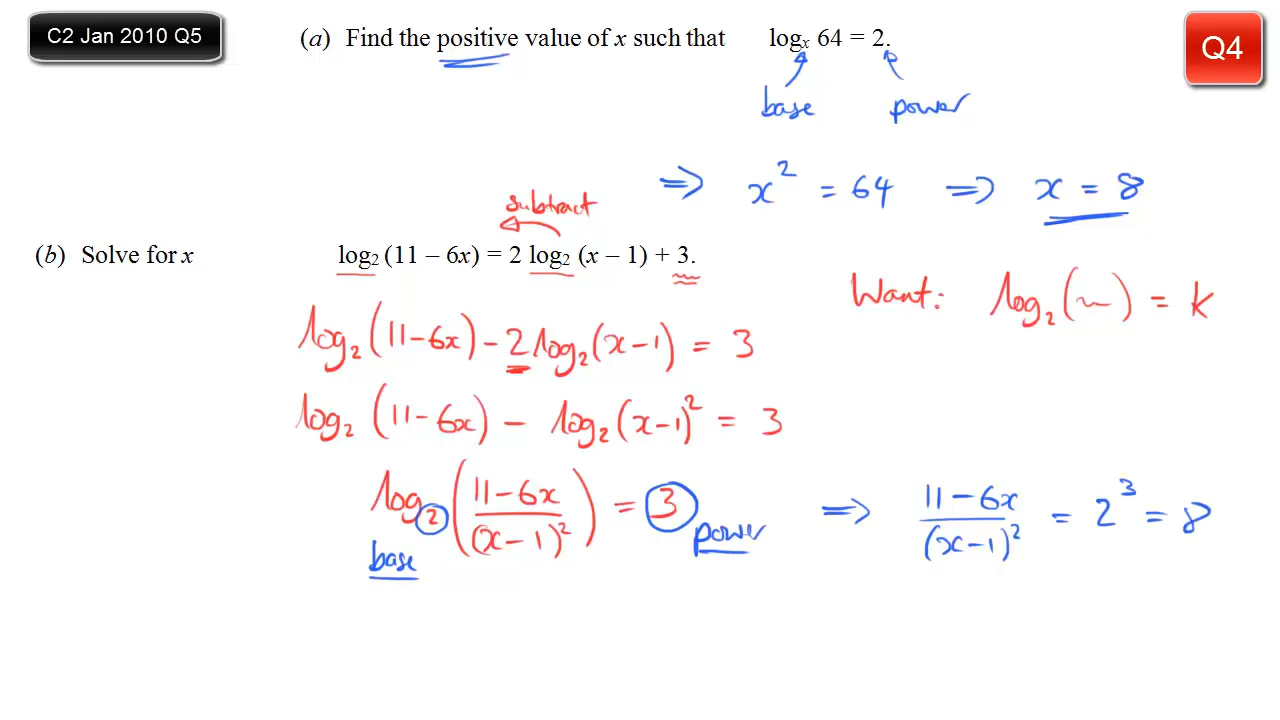 C2 Jan 2010 Q5
(a) Find the positive value of x such that logₓ 64 = 2.
Q4
base power
⇒ x² = 64 ⇒ x = 8
subtract
(b) Solve for x log₂ (11 – 6x) = 2 log₂ (x – 1) + 3.
Want: log₂(~) = k
log₂(11-6x) - 2log₂(x-1) = 3
log₂ (11-6x) - log₂(x-1)² = 3
log₂((11-6x)/(x-1)²) = 3 ⇒ (11-6x)/(x-1)² = 2³ = 8
base power